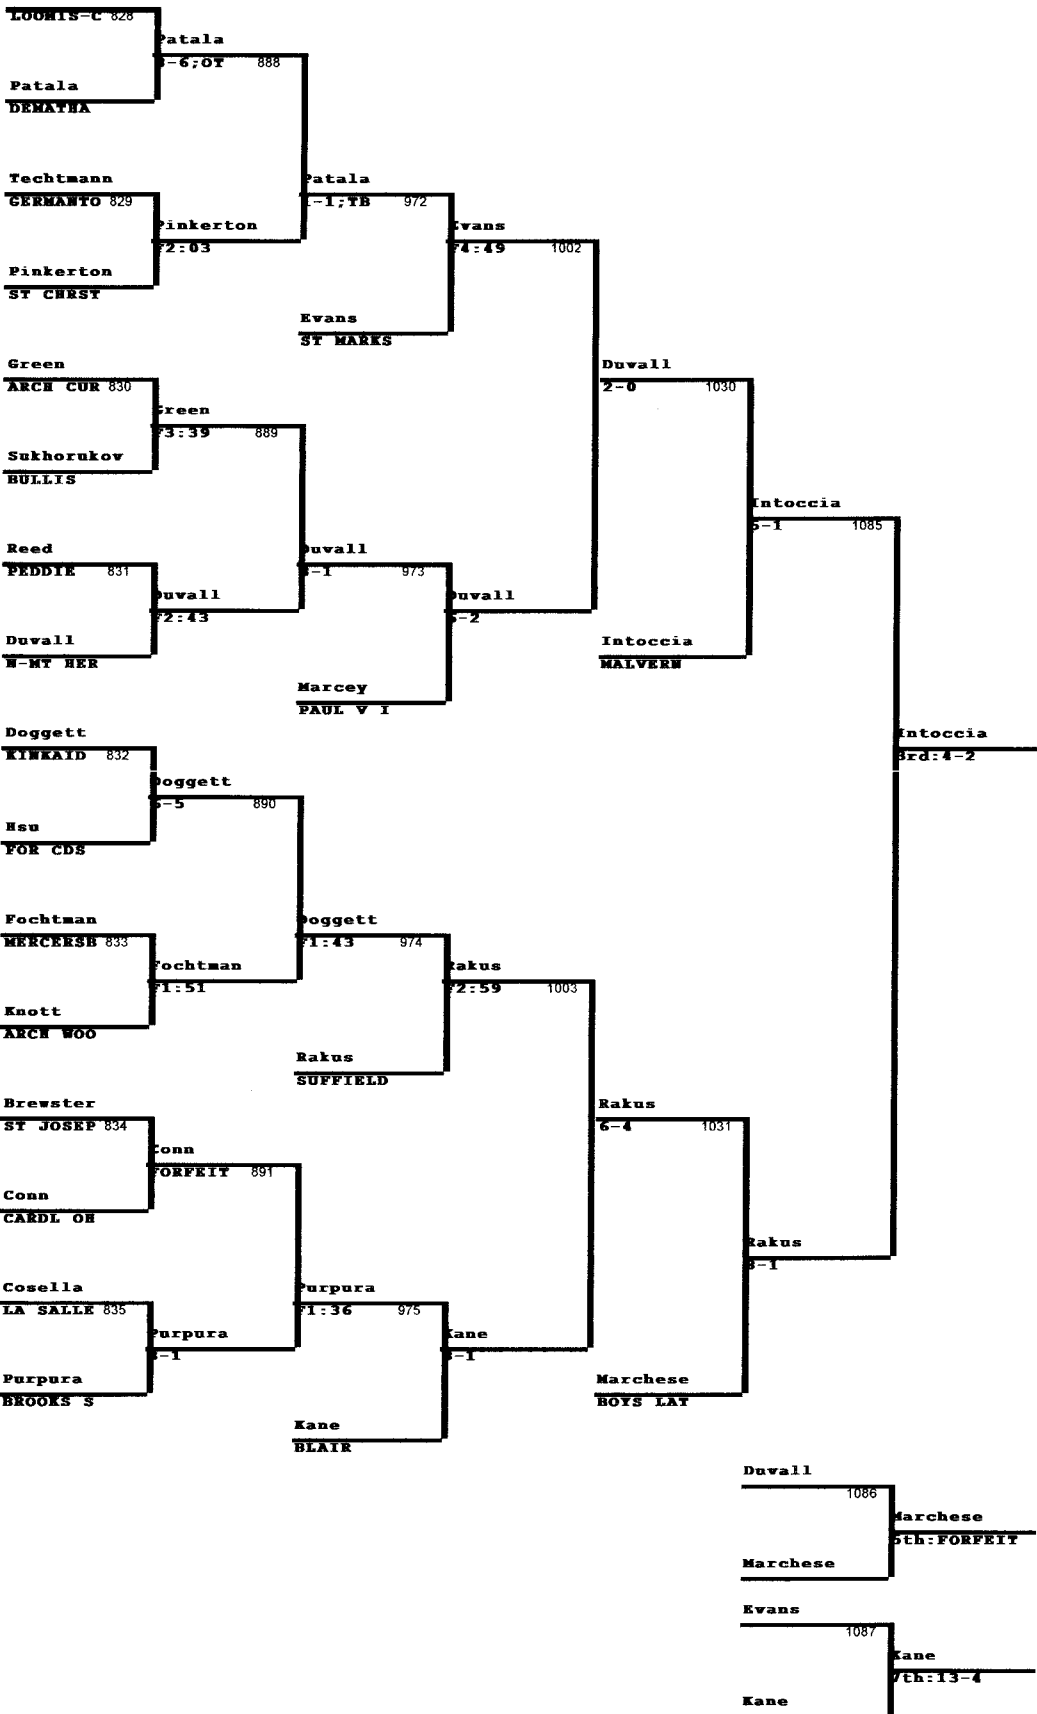 LOOMIS-C 828
Patala
-6;OT 888
Patala
DEMATHA
Techtmann
GERMANTO 829
Patala
-1;TB 972
Pinkerton
F2:03
Evans
F4:49 1002
Pinkerton
ST CHRST
Evans
ST MARKS
Green
ARCH CUR 830
Duvall
2-0 1030
Green
F3:39 889
Sukhorukov
BULLIS
Intoccia
5-1 1085
Reed
PEDDIE 831
Duvall
-1 973
Duvall
F2:43
Duvall
-2
Duvall
N-MT HER
Intoccia
MALVERN
Marcey
PAUL V I
Doggett
KINKAID 832
Intoccia
3rd:4-2
Doggett
-5 890
Hsu
FOR CDS
Fochtman
MERCERSB 833
Doggett
F1:43 974
Fochtman
F1:51
Rakus
F2:59 1003
Knott
ARCH WOO
Rakus
SUFFIELD
Brewster
ST JOSEP 834
Rakus
6-4 1031
Conn
FORFEIT 891
Conn
CARDL OH
Rakus
-1
Cosella
LA SALLE 835
Purpura
F1:36 975
Purpura
-1
Kane
-1
Purpura
BROOKS S
Marchese
BOYS LAT
Kane
BLAIR
Duvall
1086
Marchese
5th:FORFEIT
Marchese
Evans
1087
Kane
7th:13-4
Kane